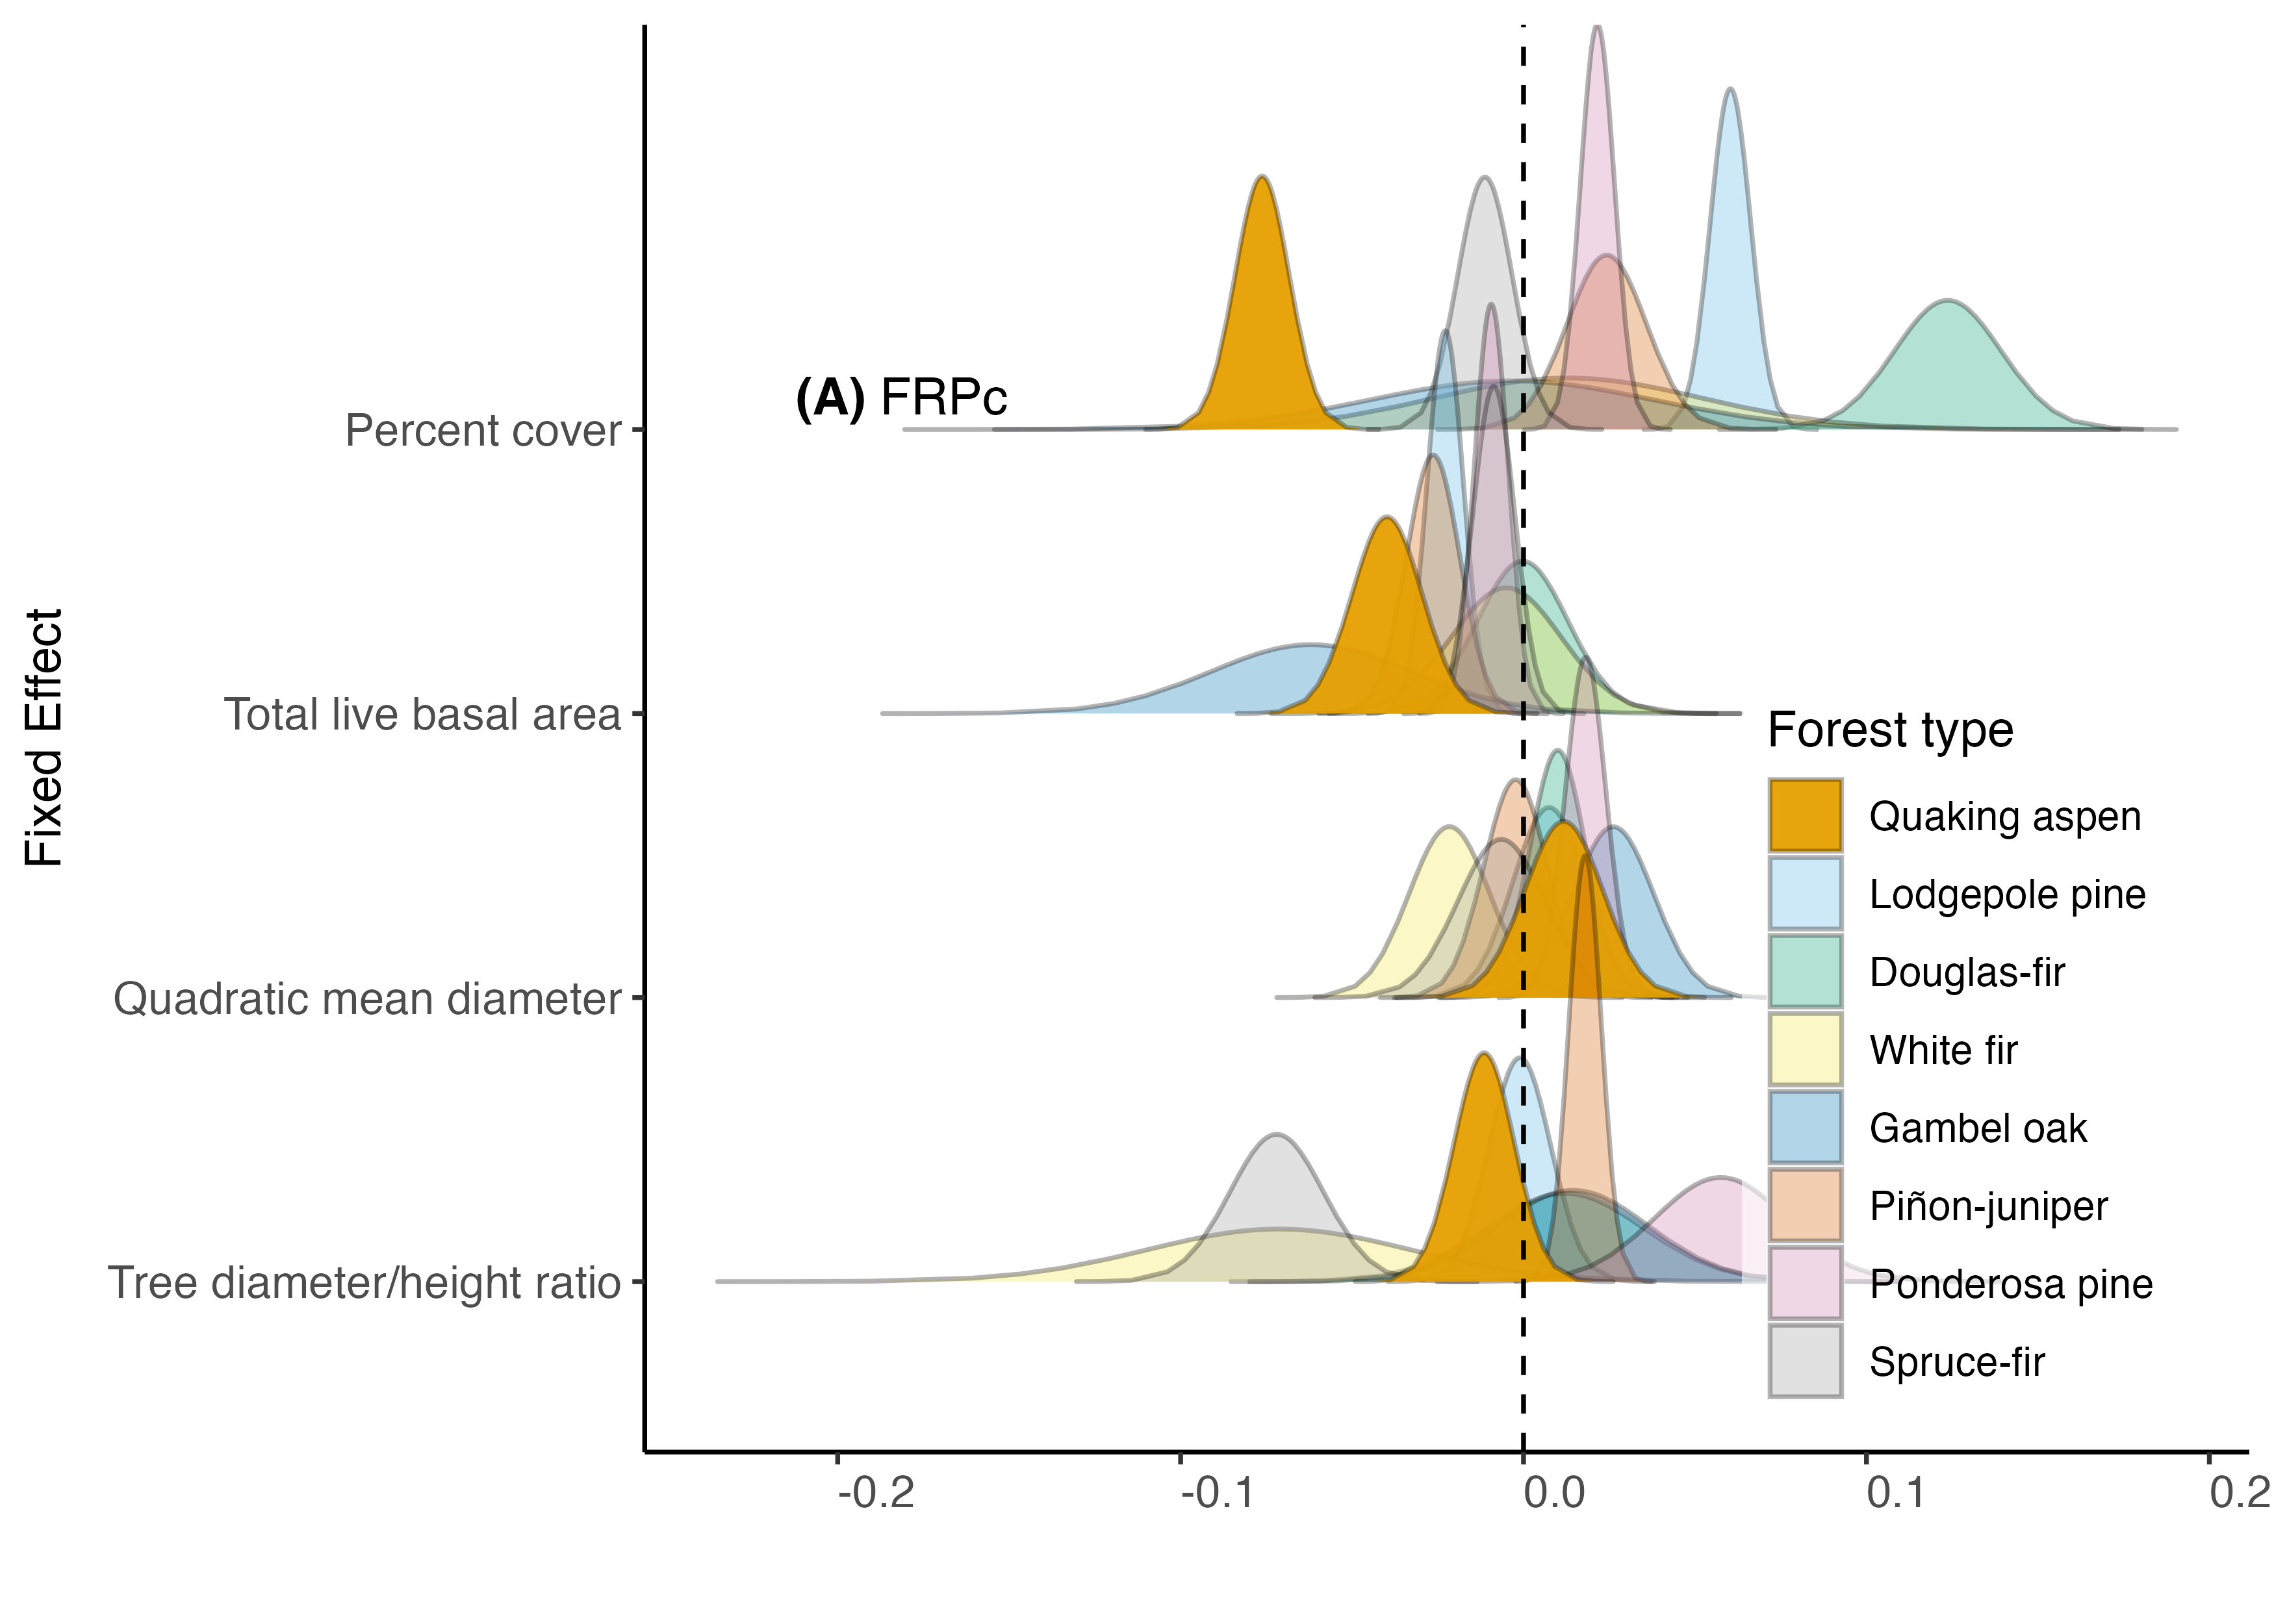 (A) FRPc
Percent cover
Total live basal area
Quadratic mean diameter
Tree diameter/height ratio
Fixed Effect
Forest type
Quaking aspen
Lodgepole pine
Douglas-fir
White fir
Gambel oak
Piñon-juniper
Ponderosa pine
Spruce-fir
-0.2
-0.1
0.0
0.1
0.2